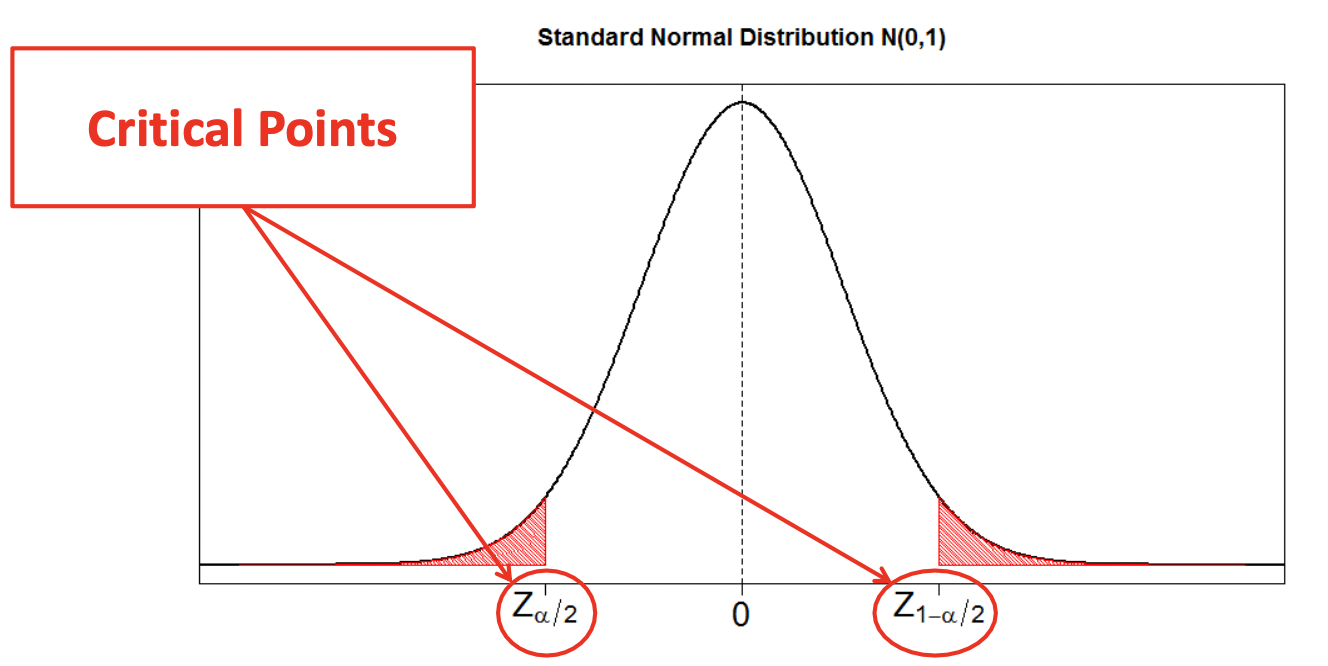 Standard Normal Distribution N(0,1)
Critical Points
Zα/2
0
Z1−α/2